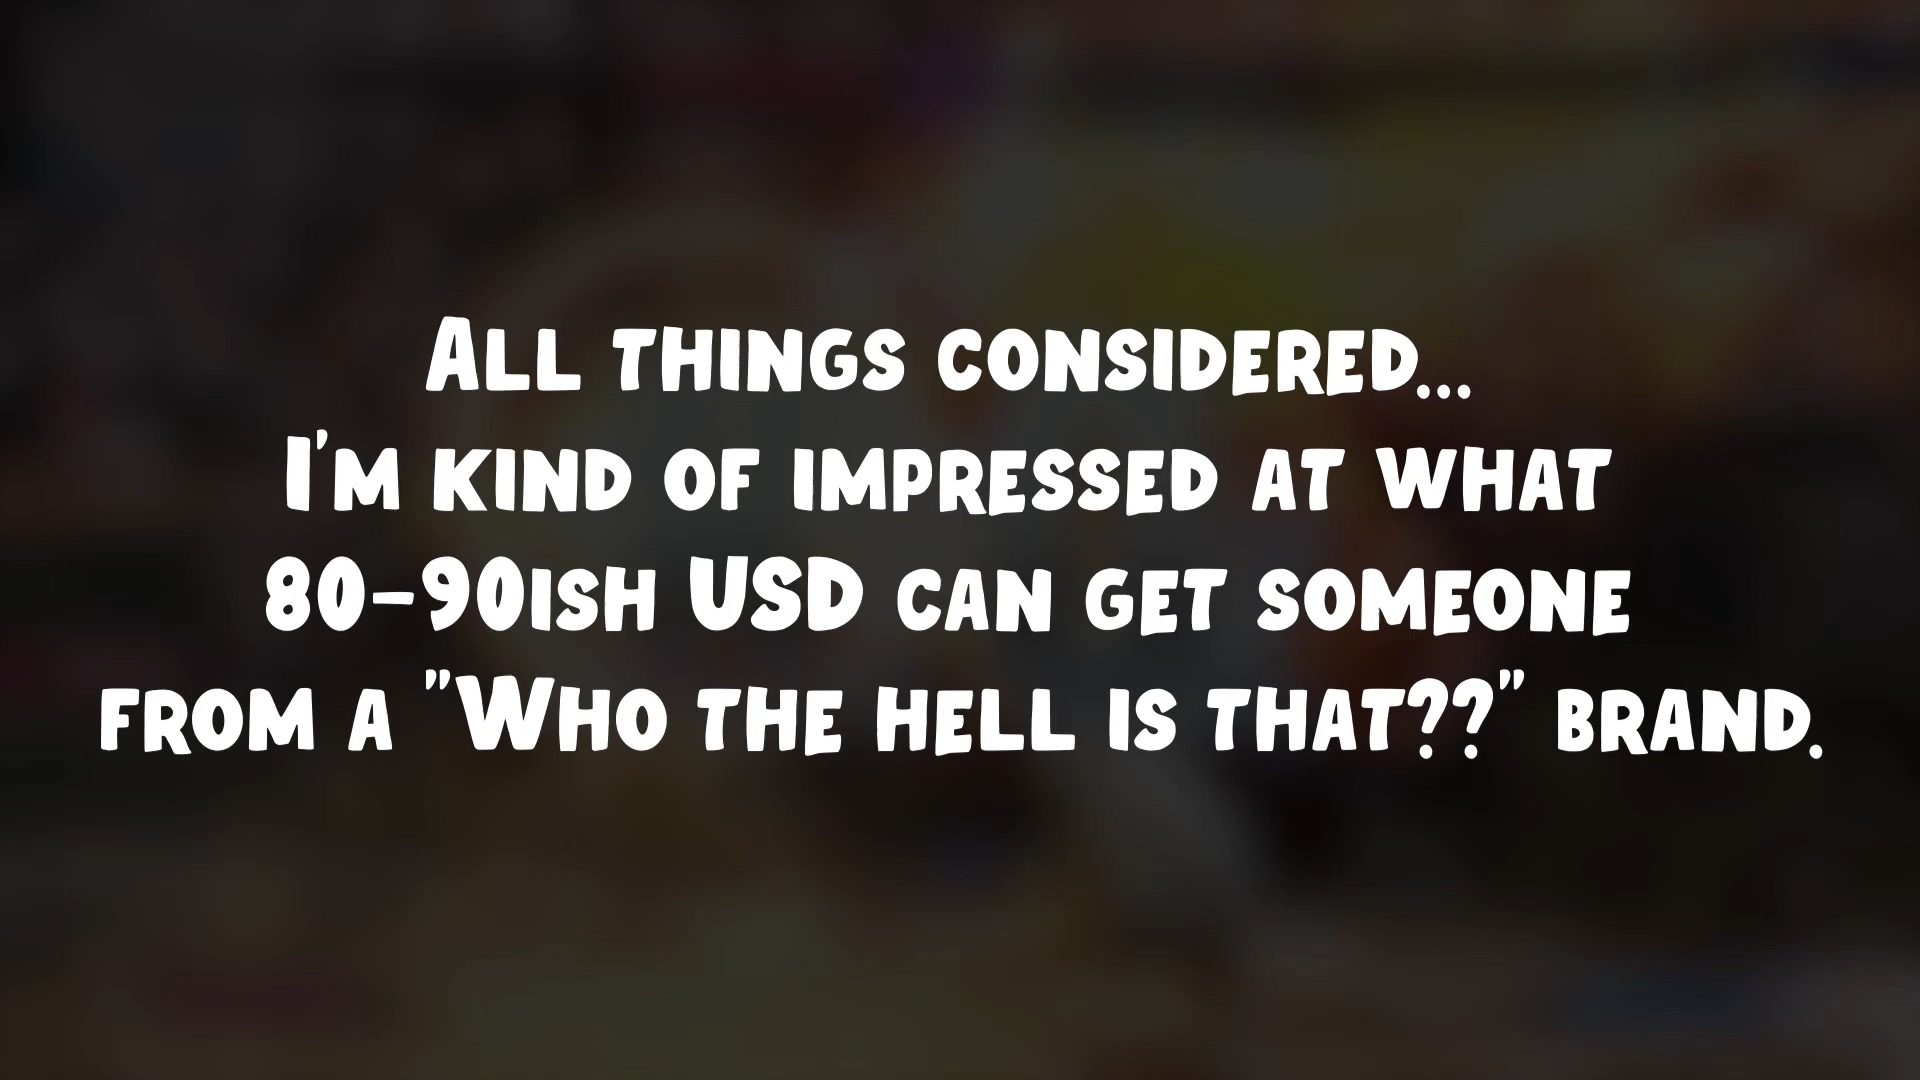 All things considered...
I'm kind of impressed at what
80-90ish USD can get someone
from a "Who the hell is that??" brand.